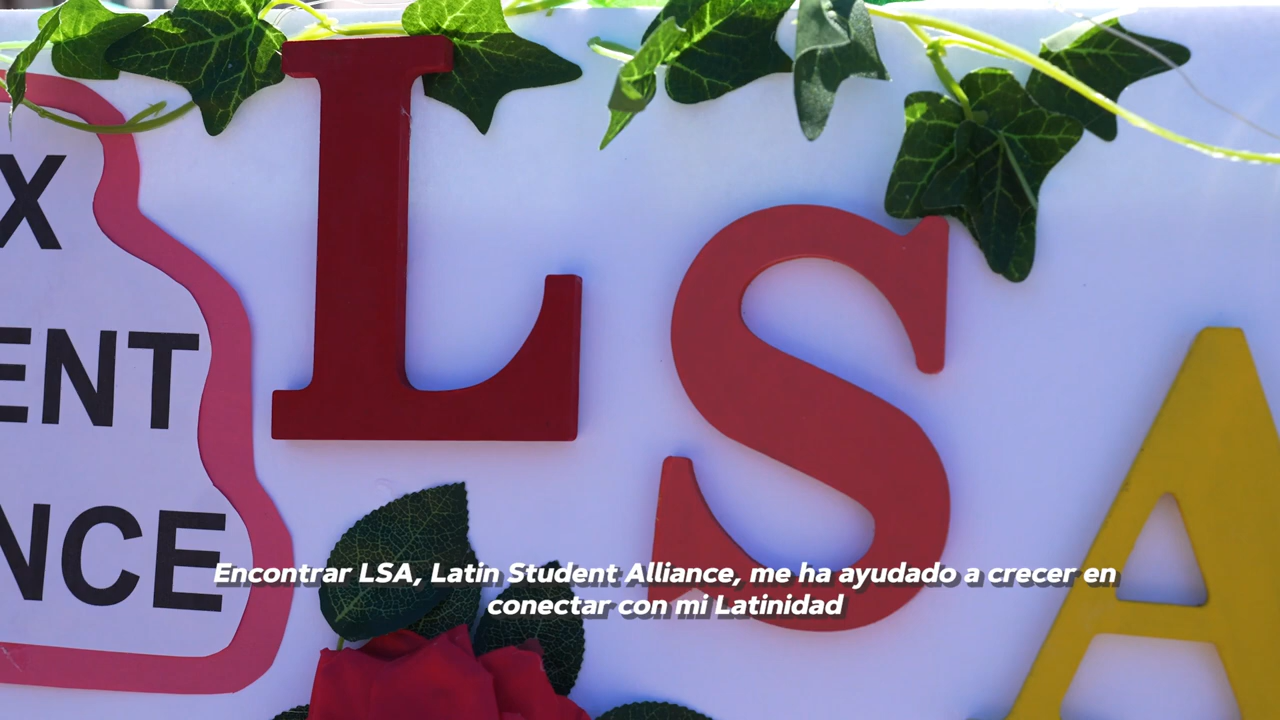 X
ENT
NCE
LSA
Encontrar LSA, Latin Student Alliance, me ha ayudado a crecer en
conectar con mi Latinidad